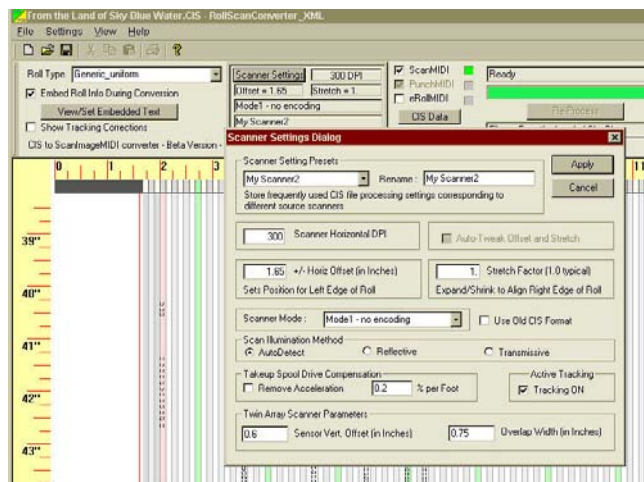 From the Land of Sky Blue Water.CIS - RollScanConverter_XML
File Settings View Help
Roll Type Generic_uniform
Embed Roll Info During Conversion
View/Set Embedded Text
Show Tracking Corrections
CIS to ScanImageMIDI converter - Beta Version -
Scanner Settings 300 DPI
Offset = 1.65 Stretch = 1.
Mode1 - no encoding
My Scanner2
ScanMIDI
PunchMIDI
eRollMIDI
CIS Data
Ready
Re-Process
0 1 2 3 11
39"
40"
41"
42"
43"
Scanner Settings Dialog
Scanner Setting Presets
My Scanner2 Rename : My Scanner2
Store frequently used CIS file processing settings corresponding to
different source scanners
Apply
Cancel
300 Scanner Horizontal DPI
Auto-Tweak Offset and Stretch
1.65 +/- Horiz Offset (in Inches)
Sets Position for Left Edge of Roll
1. Stretch Factor (1.0 typical)
Expand/Shrink to Align Right Edge of Roll
Scanner Mode : Mode1 - no encoding
Use Old CIS Format
Scan Illumination Method
AutoDetect Reflective Transmissive
Takeup Spool Drive Compensation
Remove Acceleration 0.2 % per Foot
Active Tracking
Tracking ON
Twin Array Scanner Parameters
0.6 Sensor Vert. Offset (in Inches) 0.75 Overlap Width (in Inches)